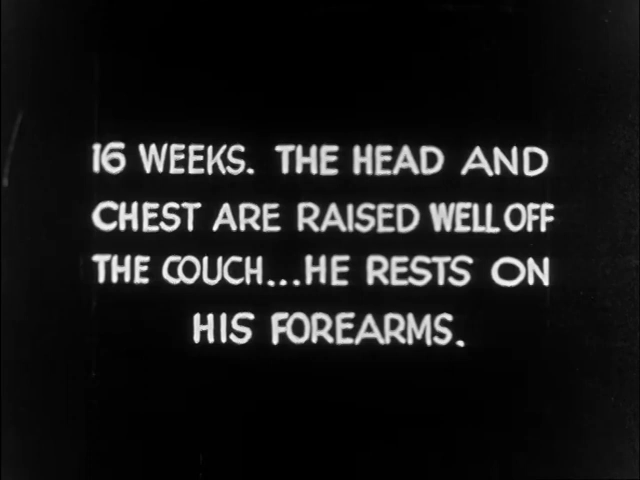 16 WEEKS. THE HEAD AND
CHEST ARE RAISED WELL OFF
THE COUCH...HE RESTS ON
HIS FOREARMS.